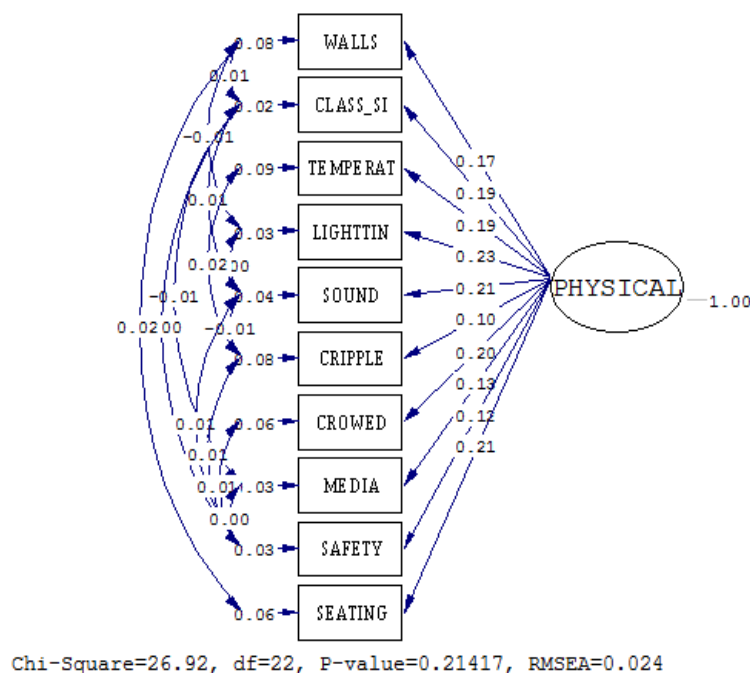 0.08 WALLS
0.01
0.02 CLASS_SI
-0.01
0.17
0.09 TEMPERAT
0.19
0.01
0.19
0.03 LIGHTTIN
0.23
0.02 00
0.21
PHYSICAL 1.00
-0.01
0.04 SOUND
0.10
0.02 00
-0.01
0.08 CRIPPLE
0.20
0.13
0.01
0.06 CROWED
0.12
0.01
0.21
0.01 .03 MEDIA
0.00
0.03 SAFETY
0.06 SEATING
Chi-Square=26.92, df=22, P-value=0.21417, RMSEA=0.024